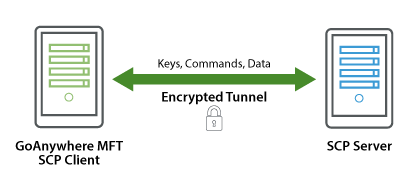 Keys, Commands, Data
Encrypted Tunnel
GoAnywhere MFT
SCP Client
SCP Server